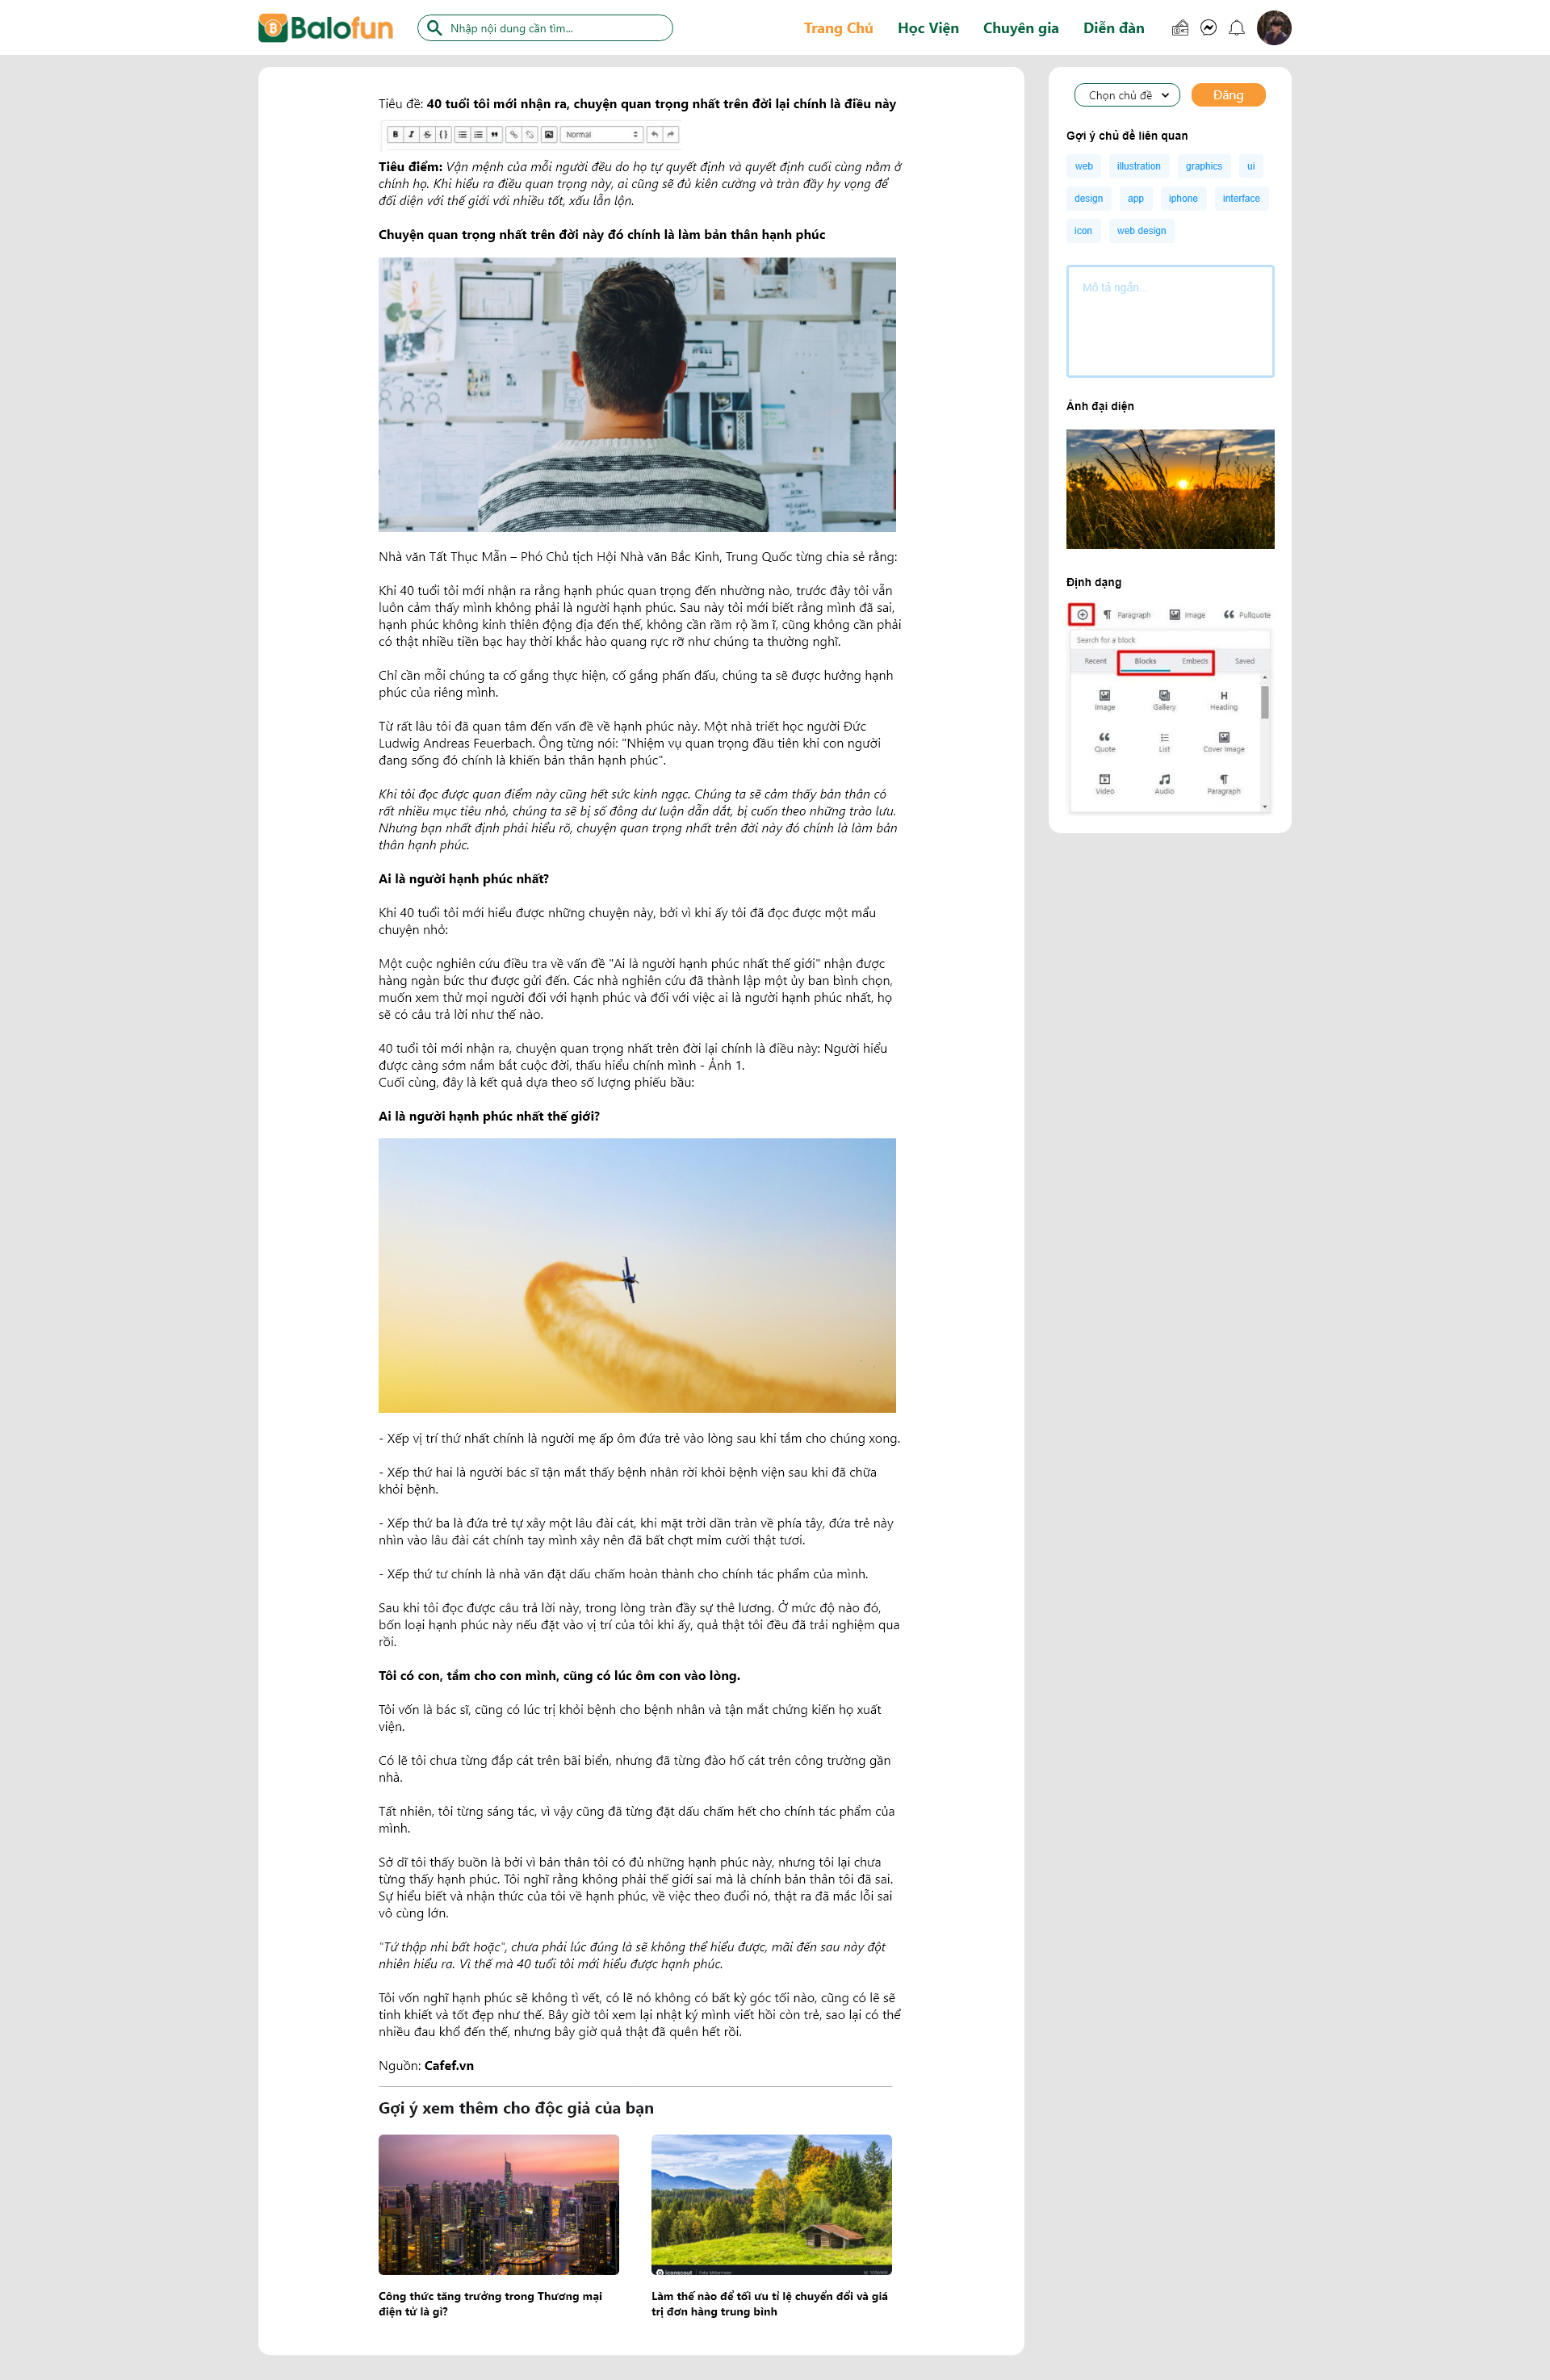 Balofun
Nhập nội dung cần tìm...
Trang Chủ
Học Viện
Chuyên gia
Diễn đàn
Tiêu đề: 40 tuổi tôi mới nhận ra, chuyện quan trọng nhất trên đời lại chính là điều này
Normal
Tiêu điểm: Vận mệnh của mỗi người đều do họ tự quyết định và quyết định cuối cùng nằm ở
chính họ. Khi hiểu ra điều quan trọng này, ai cũng sẽ đủ kiên cường và tràn đầy hy vọng để
đối diện với thế giới với nhiều tốt, xấu lẫn lộn.
Chuyện quan trọng nhất trên đời này đó chính là làm bản thân hạnh phúc
Nhà văn Tất Thục Mẫn – Phó Chủ tịch Hội Nhà văn Bắc Kinh, Trung Quốc từng chia sẻ rằng:
Khi 40 tuổi tôi mới nhận ra rằng hạnh phúc quan trọng đến nhường nào, trước đây tôi vẫn
luôn cảm thấy mình không phải là người hạnh phúc. Sau này tôi mới biết rằng mình đã sai,
hạnh phúc không kinh thiên động địa đến thế, không cần rầm rộ ầm ĩ, cũng không cần phải
có thật nhiều tiền bạc hay thời khắc hào quang rực rỡ như chúng ta thường nghĩ.
Chỉ cần mỗi chúng ta cố gắng thực hiện, cố gắng phấn đấu, chúng ta sẽ được hưởng hạnh
phúc của riêng mình.
Từ rất lâu tôi đã quan tâm đến vấn đề về hạnh phúc này. Một nhà triết học người Đức
Ludwig Andreas Feuerbach. Ông từng nói: "Nhiệm vụ quan trọng đầu tiên khi con người
đang sống đó chính là khiến bản thân hạnh phúc".
Khi tôi đọc được quan điểm này cũng hết sức kinh ngạc. Chúng ta sẽ cảm thấy bản thân có
rất nhiều mục tiêu nhỏ, chúng ta sẽ bị số đông dư luận dẫn dắt, bị cuốn theo những trào lưu.
Nhưng bạn nhất định phải hiểu rõ, chuyện quan trọng nhất trên đời này đó chính là làm bản
thân hạnh phúc.
Ai là người hạnh phúc nhất?
Khi 40 tuổi tôi mới hiểu được những chuyện này, bởi vì khi ấy tôi đã đọc được một mẩu
chuyện nhỏ:
Một cuộc nghiên cứu điều tra về vấn đề "Ai là người hạnh phúc nhất thế giới" nhận được
hàng ngàn bức thư được gửi đến. Các nhà nghiên cứu đã thành lập một ủy ban bình chọn,
muốn xem thử mọi người đối với hạnh phúc và đối với việc ai là người hạnh phúc nhất, họ
sẽ có câu trả lời như thế nào.
40 tuổi tôi mới nhận ra, chuyện quan trọng nhất trên đời lại chính là điều này: Người hiểu
được càng sớm nắm bắt cuộc đời, thấu hiểu chính mình - Ảnh 1.
Cuối cùng, đây là kết quả dựa theo số lượng phiếu bầu:
Ai là người hạnh phúc nhất thế giới?
- Xếp vị trí thứ nhất chính là người mẹ ấp ôm đứa trẻ vào lòng sau khi tắm cho chúng xong.
- Xếp thứ hai là người bác sĩ tận mắt thấy bệnh nhân rời khỏi bệnh viện sau khi đã chữa
khỏi bệnh.
- Xếp thứ ba là đứa trẻ tự xây một lâu đài cát, khi mặt trời dần tràn về phía tây, đứa trẻ này
nhìn vào lâu đài cát chính tay mình xây nên đã bất chợt mỉm cười thật tươi.
- Xếp thứ tư chính là nhà văn đặt dấu chấm hoàn thành cho chính tác phẩm của mình.
Sau khi tôi đọc được câu trả lời này, trong lòng tràn đầy sự thê lương. Ở mức độ nào đó,
bốn loại hạnh phúc này nếu đặt vào vị trí của tôi khi ấy, quả thật tôi đều đã trải nghiệm qua
rồi.
Tôi có con, tắm cho con mình, cũng có lúc ôm con vào lòng.
Tôi vốn là bác sĩ, cũng có lúc trị khỏi bệnh cho bệnh nhân và tận mắt chứng kiến họ xuất
viện.
Có lẽ tôi chưa từng đắp cát trên bãi biển, nhưng đã từng đào hố cát trên công trường gần
nhà.
Tất nhiên, tôi từng sáng tác, vì vậy cũng đã từng đặt dấu chấm hết cho chính tác phẩm của
mình.
Sở dĩ tôi thấy buồn là bởi vì bản thân tôi có đủ những hạnh phúc này, nhưng tôi lại chưa
từng thấy hạnh phúc. Tôi nghĩ rằng không phải thế giới sai mà là chính bản thân tôi đã sai.
Sự hiểu biết và nhận thức của tôi về hạnh phúc, về việc theo đuổi nó, thật ra đã mắc lỗi sai
vô cùng lớn.
"Tứ thập nhi bất hoặc", chưa phải lúc đúng là sẽ không thể hiểu được, mãi đến sau này đột
nhiên hiểu ra. Vì thế mà 40 tuổi tôi mới hiểu được hạnh phúc.
Tôi vốn nghĩ hạnh phúc sẽ không tì vết, có lẽ nó không có bất kỳ góc tối nào, cũng có lẽ sẽ
tinh khiết và tốt đẹp như thế. Bây giờ tôi xem lại nhật ký mình viết hồi còn trẻ, sao lại có thể
nhiều đau khổ đến thế, nhưng bây giờ quả thật đã quên hết rồi.
Nguồn: Cafef.vn
Gợi ý xem thêm cho độc giả của bạn
iconscout
Công thức tăng trưởng trong Thương mại
điện tử là gì?
Làm thế nào để tối ưu tỉ lệ chuyển đổi và giá
trị đơn hàng trung bình
Chọn chủ đề
Đăng
Gợi ý chủ đề liên quan
web
illustration
graphics
ui
design
app
iphone
interface
icon
web design
Mô tả ngắn...
Ảnh đại diện
Định dạng
Paragraph
Image
Pullquote
Search for a block
Recent
Blocks
Embeds
Saved
Image
Gallery
Heading
Quote
List
Cover Image
Video
Audio
Paragraph